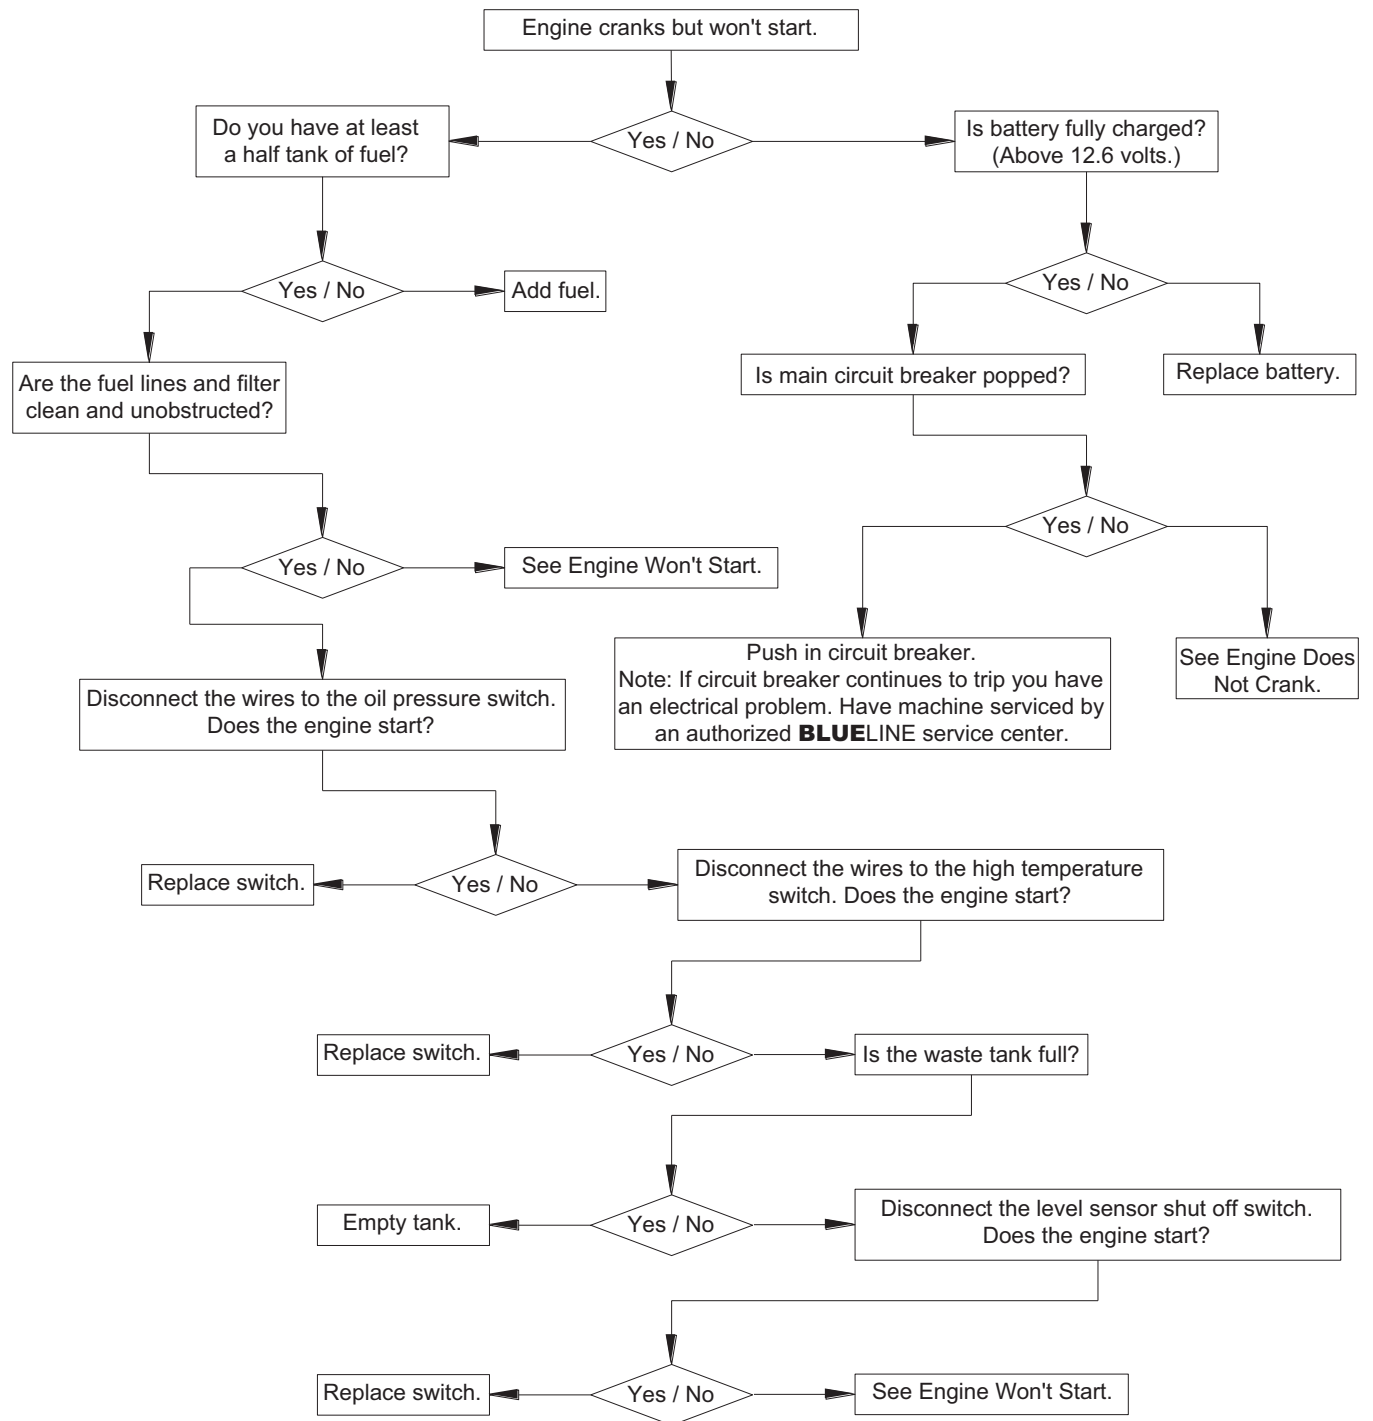 Engine cranks but won't start.
Do you have at least
a half tank of fuel?
Yes / No
Is battery fully charged?
(Above 12.6 volts.)
Yes / No
Add fuel.
Yes / No
Are the fuel lines and filter
clean and unobstructed?
Is main circuit breaker popped?
Replace battery.
Yes / No
See Engine Won't Start.
Yes / No
Push in circuit breaker.
Note: If circuit breaker continues to trip you have
an electrical problem. Have machine serviced by
an authorized BLUELINE service center.
See Engine Does
Not Crank.
Disconnect the wires to the oil pressure switch.
Does the engine start?
Replace switch.
Yes / No
Disconnect the wires to the high temperature
switch. Does the engine start?
Replace switch.
Yes / No
Is the waste tank full?
Empty tank.
Yes / No
Disconnect the level sensor shut off switch.
Does the engine start?
Replace switch.
Yes / No
See Engine Won't Start.